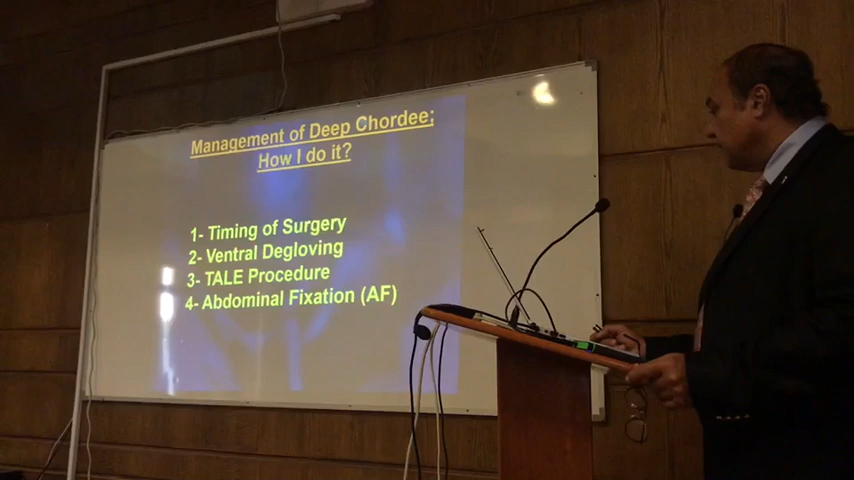 Management of Deep Chordee;
How I do it?
1- Timing of Surgery
2- Ventral Degloving
3- TALE Procedure
4- Abdominal Fixation (AF)